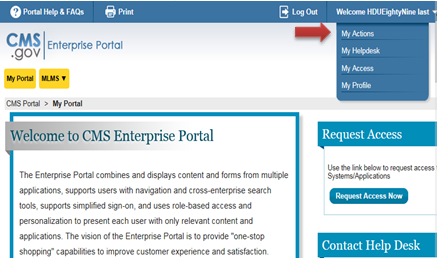 Portal Help & FAQs Print Log Out Welcome HDUEightyNine last ▼
My Actions
My Helpdesk
My Access
My Profile
CMS
.gov Enterprise Portal
My Portal MLMS ▼
CMS Portal > My Portal
Welcome to CMS Enterprise Portal
The Enterprise Portal combines and displays content and forms from multiple
applications, supports users with navigation and cross-enterprise search
tools, supports simplified sign-on, and uses role-based access and
personalization to present each user with only relevant content and
applications. The vision of the Enterprise Portal is to provide "one-stop
shopping" capabilities to improve customer experience and satisfaction.
Request Access
Use the link below to request access
Systems/Applications
Request Access Now
Contact Help Desk